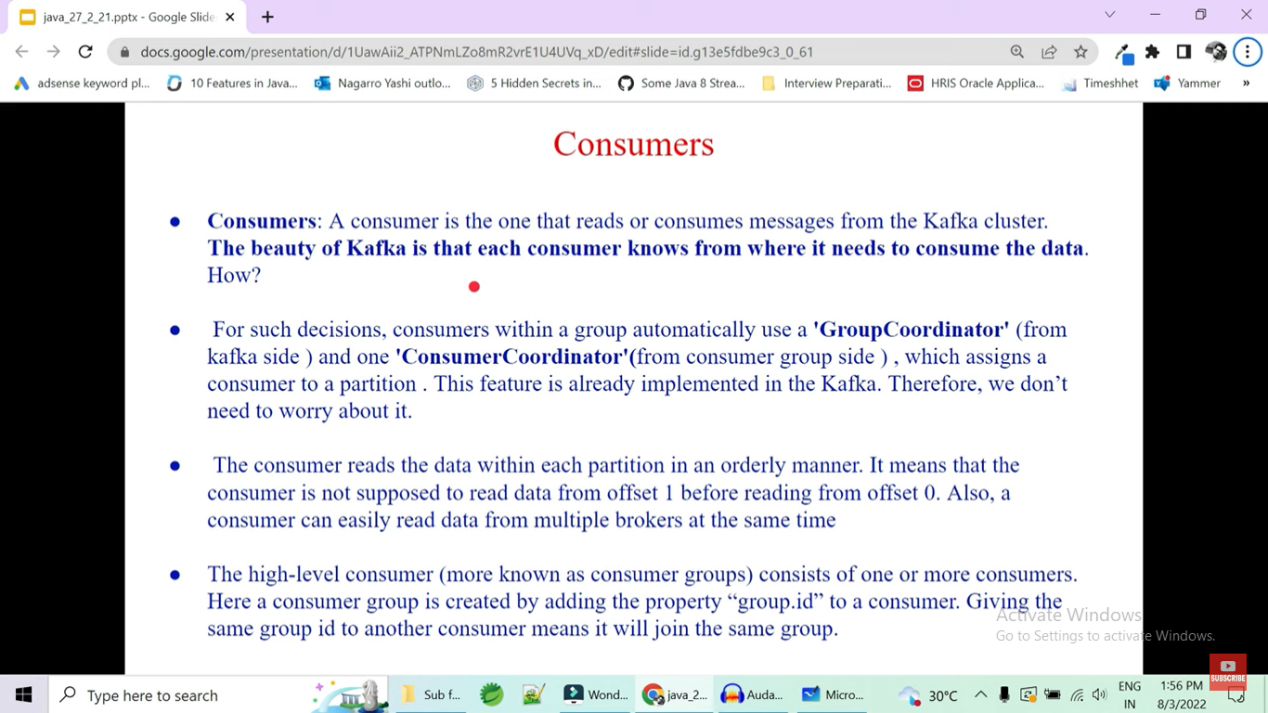 java_27_2_21.pptx - Google Slide
docs.google.com/presentation/d/1UawAii2_ATPNmLZo8mR2vrE1U4UVq_xD/edit#slide=id.g13e5fdbe9c3_0_61
adsense keyword pl... 10 Features in Java... Nagarro Yashi outlo... 5 Hidden Secrets in... Some Java 8 Strea... Interview Preparati... HRIS Oracle Applica... Timeshhet Yammer »
Consumers
● Consumers: A consumer is the one that reads or consumes messages from the Kafka cluster.
The beauty of Kafka is that each consumer knows from where it needs to consume the data.
How?
● For such decisions, consumers within a group automatically use a 'GroupCoordinator' (from
kafka side ) and one 'ConsumerCoordinator'(from consumer group side ) , which assigns a
consumer to a partition . This feature is already implemented in the Kafka. Therefore, we don’t
need to worry about it.
● The consumer reads the data within each partition in an orderly manner. It means that the
consumer is not supposed to read data from offset 1 before reading from offset 0. Also, a
consumer can easily read data from multiple brokers at the same time
● The high-level consumer (more known as consumer groups) consists of one or more consumers.
Here a consumer group is created by adding the property “group.id” to a consumer. Giving the
same group id to another consumer means it will join the same group.
Activate Windows
Go to Settings to activate Windows.
SUBSCRIBE
Type here to search
Sub f... Wond... java_2... Auda... Micro... 30°C
ENG
IN
1:56 PM
8/3/2022